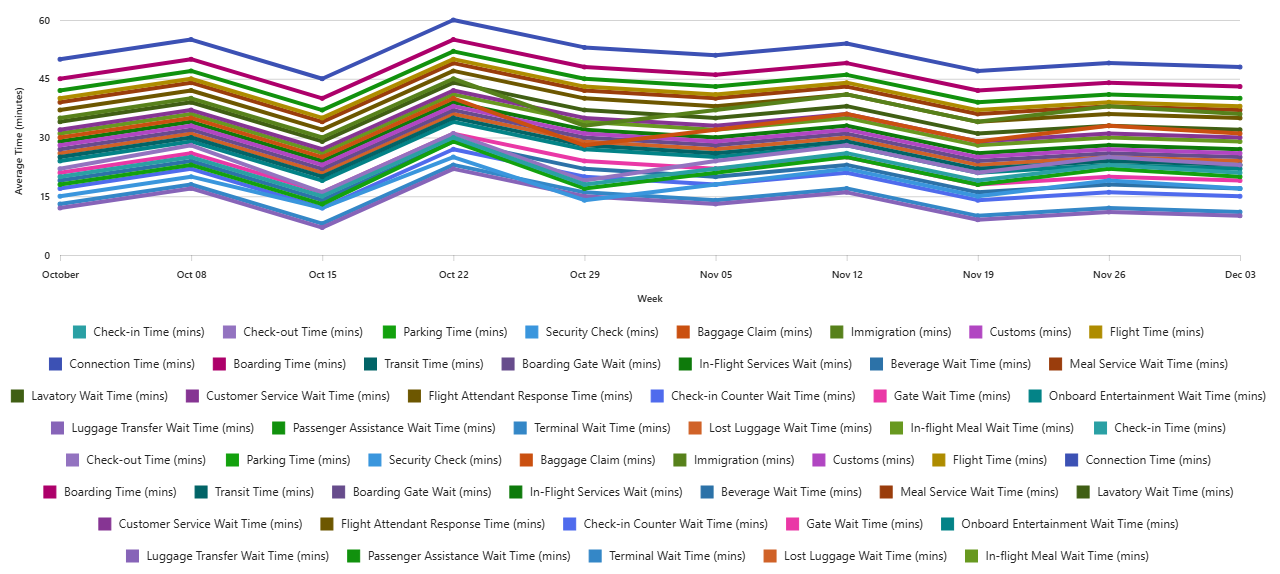 60
45
30
15
0
Average Time (minutes)
October Oct 08 Oct 15 Oct 22 Oct 29 Nov 05 Nov 12 Nov 19 Nov 26 Dec 03
Week
Check-in Time (mins) Check-out Time (mins) Parking Time (mins) Security Check (mins) Baggage Claim (mins) Immigration (mins) Customs (mins) Flight Time (mins)
Connection Time (mins) Boarding Time (mins) Transit Time (mins) Boarding Gate Wait (mins) In-Flight Services Wait (mins) Beverage Wait Time (mins) Meal Service Wait Time (mins)
Lavatory Wait Time (mins) Customer Service Wait Time (mins) Flight Attendant Response Time (mins) Check-in Counter Wait Time (mins) Gate Wait Time (mins) Onboard Entertainment Wait Time (mins)
Luggage Transfer Wait Time (mins) Passenger Assistance Wait Time (mins) Terminal Wait Time (mins) Lost Luggage Wait Time (mins) In-flight Meal Wait Time (mins) Check-in Time (mins)
Check-out Time (mins) Parking Time (mins) Security Check (mins) Baggage Claim (mins) Immigration (mins) Customs (mins) Flight Time (mins) Connection Time (mins)
Boarding Time (mins) Transit Time (mins) Boarding Gate Wait (mins) In-Flight Services Wait (mins) Beverage Wait Time (mins) Meal Service Wait Time (mins) Lavatory Wait Time (mins)
Customer Service Wait Time (mins) Flight Attendant Response Time (mins) Check-in Counter Wait Time (mins) Gate Wait Time (mins) Onboard Entertainment Wait Time (mins)
Luggage Transfer Wait Time (mins) Passenger Assistance Wait Time (mins) Terminal Wait Time (mins) Lost Luggage Wait Time (mins) In-flight Meal Wait Time (mins)